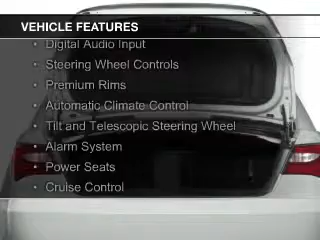 VEHICLE FEATURES
• Digital Audio Input
• Steering Wheel Controls
• Premium Rims
• Automatic Climate Control
• Tilt and Telescopic Steering Wheel
• Alarm System
• Power Seats
• Cruise Control